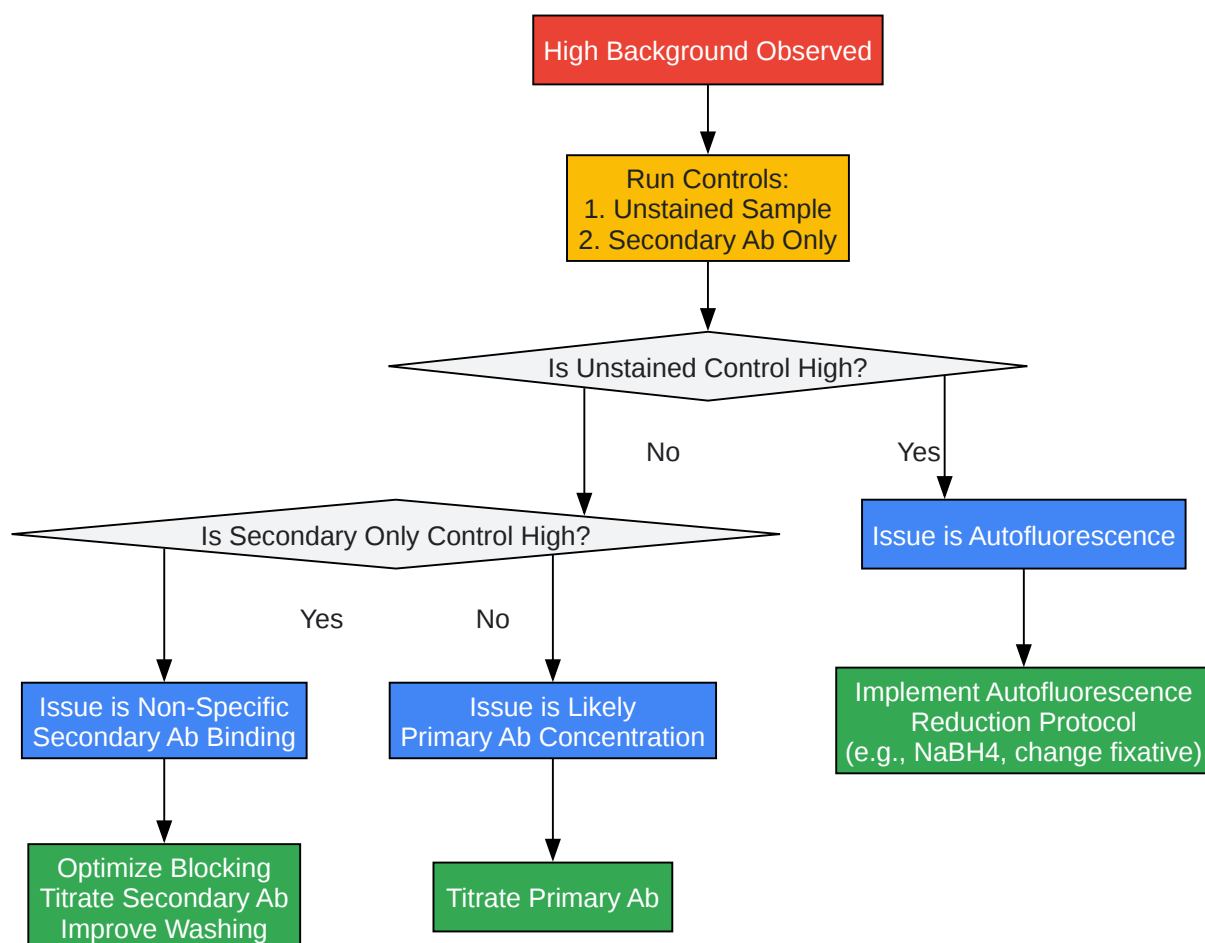 High Background Observed
Run Controls:
1. Unstained Sample
2. Secondary Ab Only
Is Unstained Control High?
No
Yes
Is Secondary Only Control High?
Issue is Autofluorescence
Yes
No
Issue is Non-Specific
Secondary Ab Binding
Issue is Likely
Primary Ab Concentration
Implement Autofluorescence
Reduction Protocol
(e.g., NaBH4, change fixative)
Optimize Blocking
Titrate Secondary Ab
Improve Washing
Titrate Primary Ab